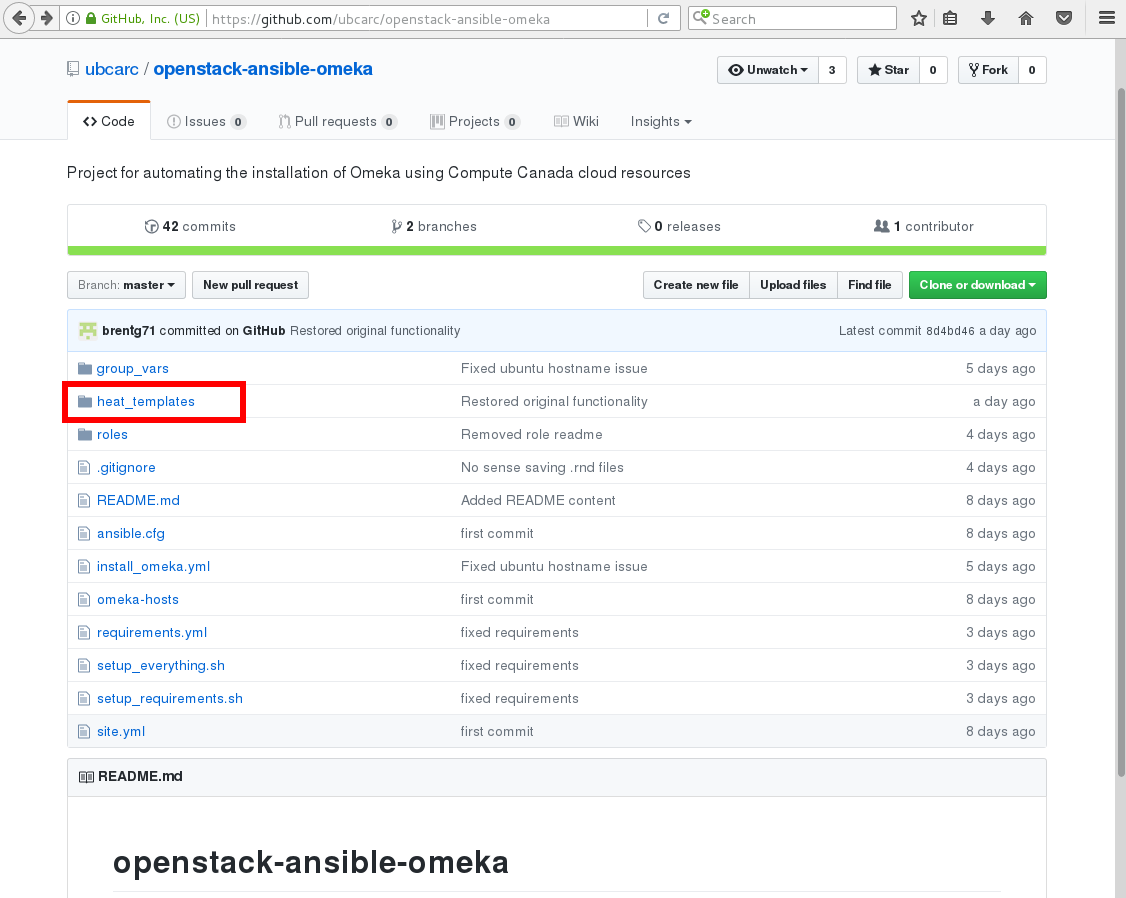 GitHub, Inc. (US) https://github.com/ubcarc/openstack-ansible-omeka Search
ubcarc / openstack-ansible-omeka Unwatch 3 Star 0 Fork 0
Code Issues 0 Pull requests 0 Projects 0 Wiki Insights
Project for automating the installation of Omeka using Compute Canada cloud resources
42 commits 2 branches 0 releases 1 contributor
Branch: master New pull request Create new file Upload files Find file Clone or download
brentg71 committed on GitHub Restored original functionality Latest commit 8d4bd46 a day ago
group_vars Fixed ubuntu hostname issue 5 days ago
heat_templates Restored original functionality a day ago
roles Removed role readme 4 days ago
.gitignore No sense saving .rnd files 4 days ago
README.md Added README content 8 days ago
ansible.cfg first commit 8 days ago
install_omeka.yml Fixed ubuntu hostname issue 5 days ago
omeka-hosts first commit 8 days ago
requirements.yml fixed requirements 3 days ago
setup_everything.sh fixed requirements 3 days ago
setup_requirements.sh fixed requirements 3 days ago
site.yml first commit 8 days ago
README.md
openstack-ansible-omeka